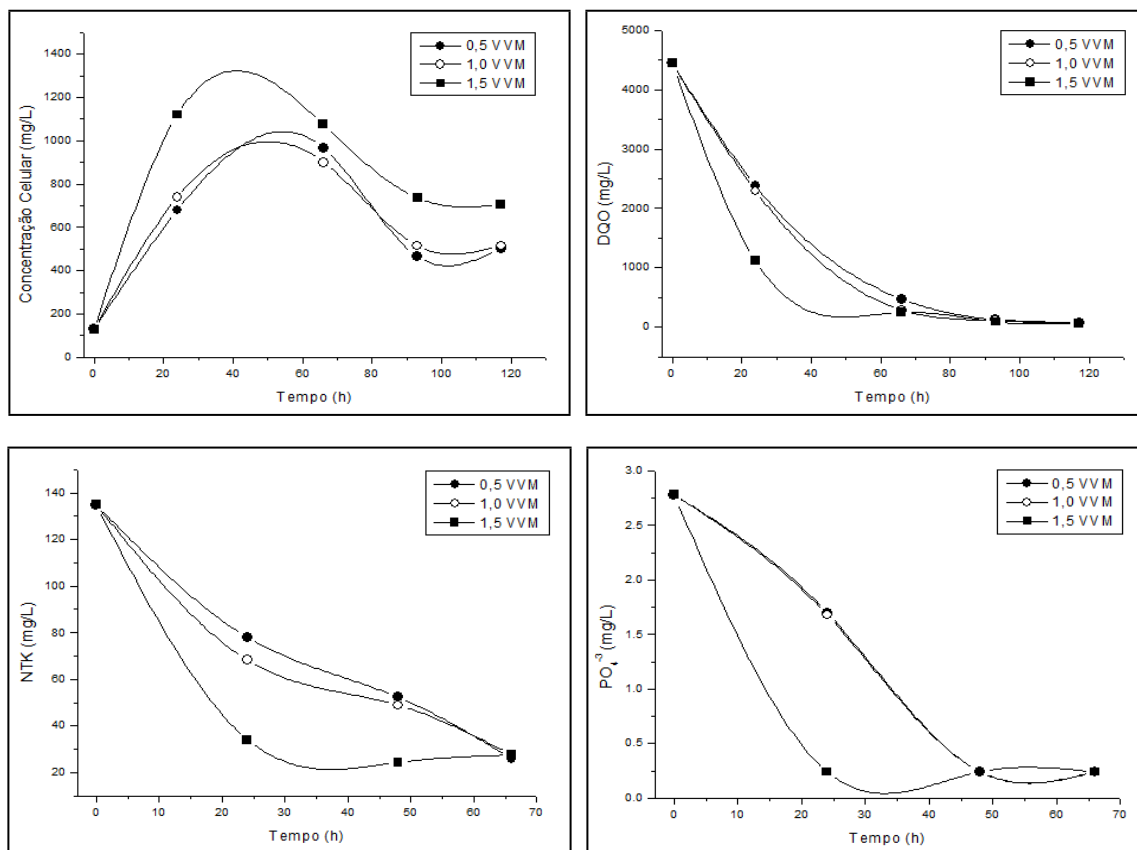 Concentração Celular (mg/L)
1400
1200
1000
800
600
400
200
0
0 20 40 60 80 100 120
Tempo (h)
0,5 VVM
1,0 VVM
1,5 VVM
DQO (mg/L)
5000
4000
3000
2000
1000
0
0 20 40 60 80 100 120
Tempo (h)
0,5 VVM
1,0 VVM
1,5 VVM
NTK (mg/L)
140
120
100
80
60
40
20
0 10 20 30 40 50 60 70
Tempo (h)
0,5 VVM
1,0 VVM
1,5 VVM
PO₄⁻³ (mg/L)
3.0
2.5
2.0
1.5
1.0
0.5
0.0
0 10 20 30 40 50 60 70
Tempo (h)
0,5 VVM
1,0 VVM
1,5 VVM